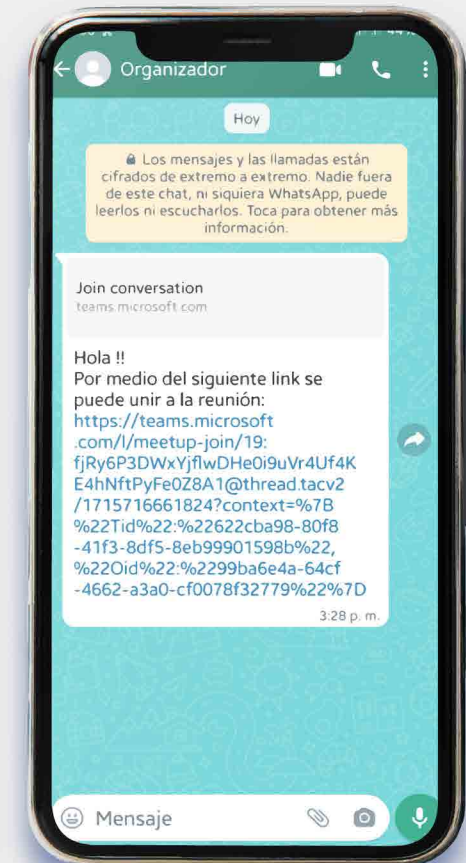 Organizador
Hoy
Los mensajes y las llamadas están
cifrados de extremo a extremo. Nadie fuera
de este chat, ni siquiera WhatsApp, puede
leerlos ni escucharlos. Toca para obtener más
información.
Join conversation
teams.microsoft.com
Hola !!
Por medio del siguiente link se
puede unir a la reunión:
https://teams.microsoft
.com/l/meetup-join/19:
fjRy6P3DWxYjflwDHe0i9uVr4Uf4K
E4hNftPyFe0Z8A1@thread.tacv2
/1715716661824?context=%7B
%22Tid%22:%22622cba98-80f8
-41f3-8df5-8eb99901598b%22,
%22Oid%22:%2299ba6e4a-64cf
-4662-a3a0-cf0078f32779%22%7D
3:28 p. m.
Mensaje